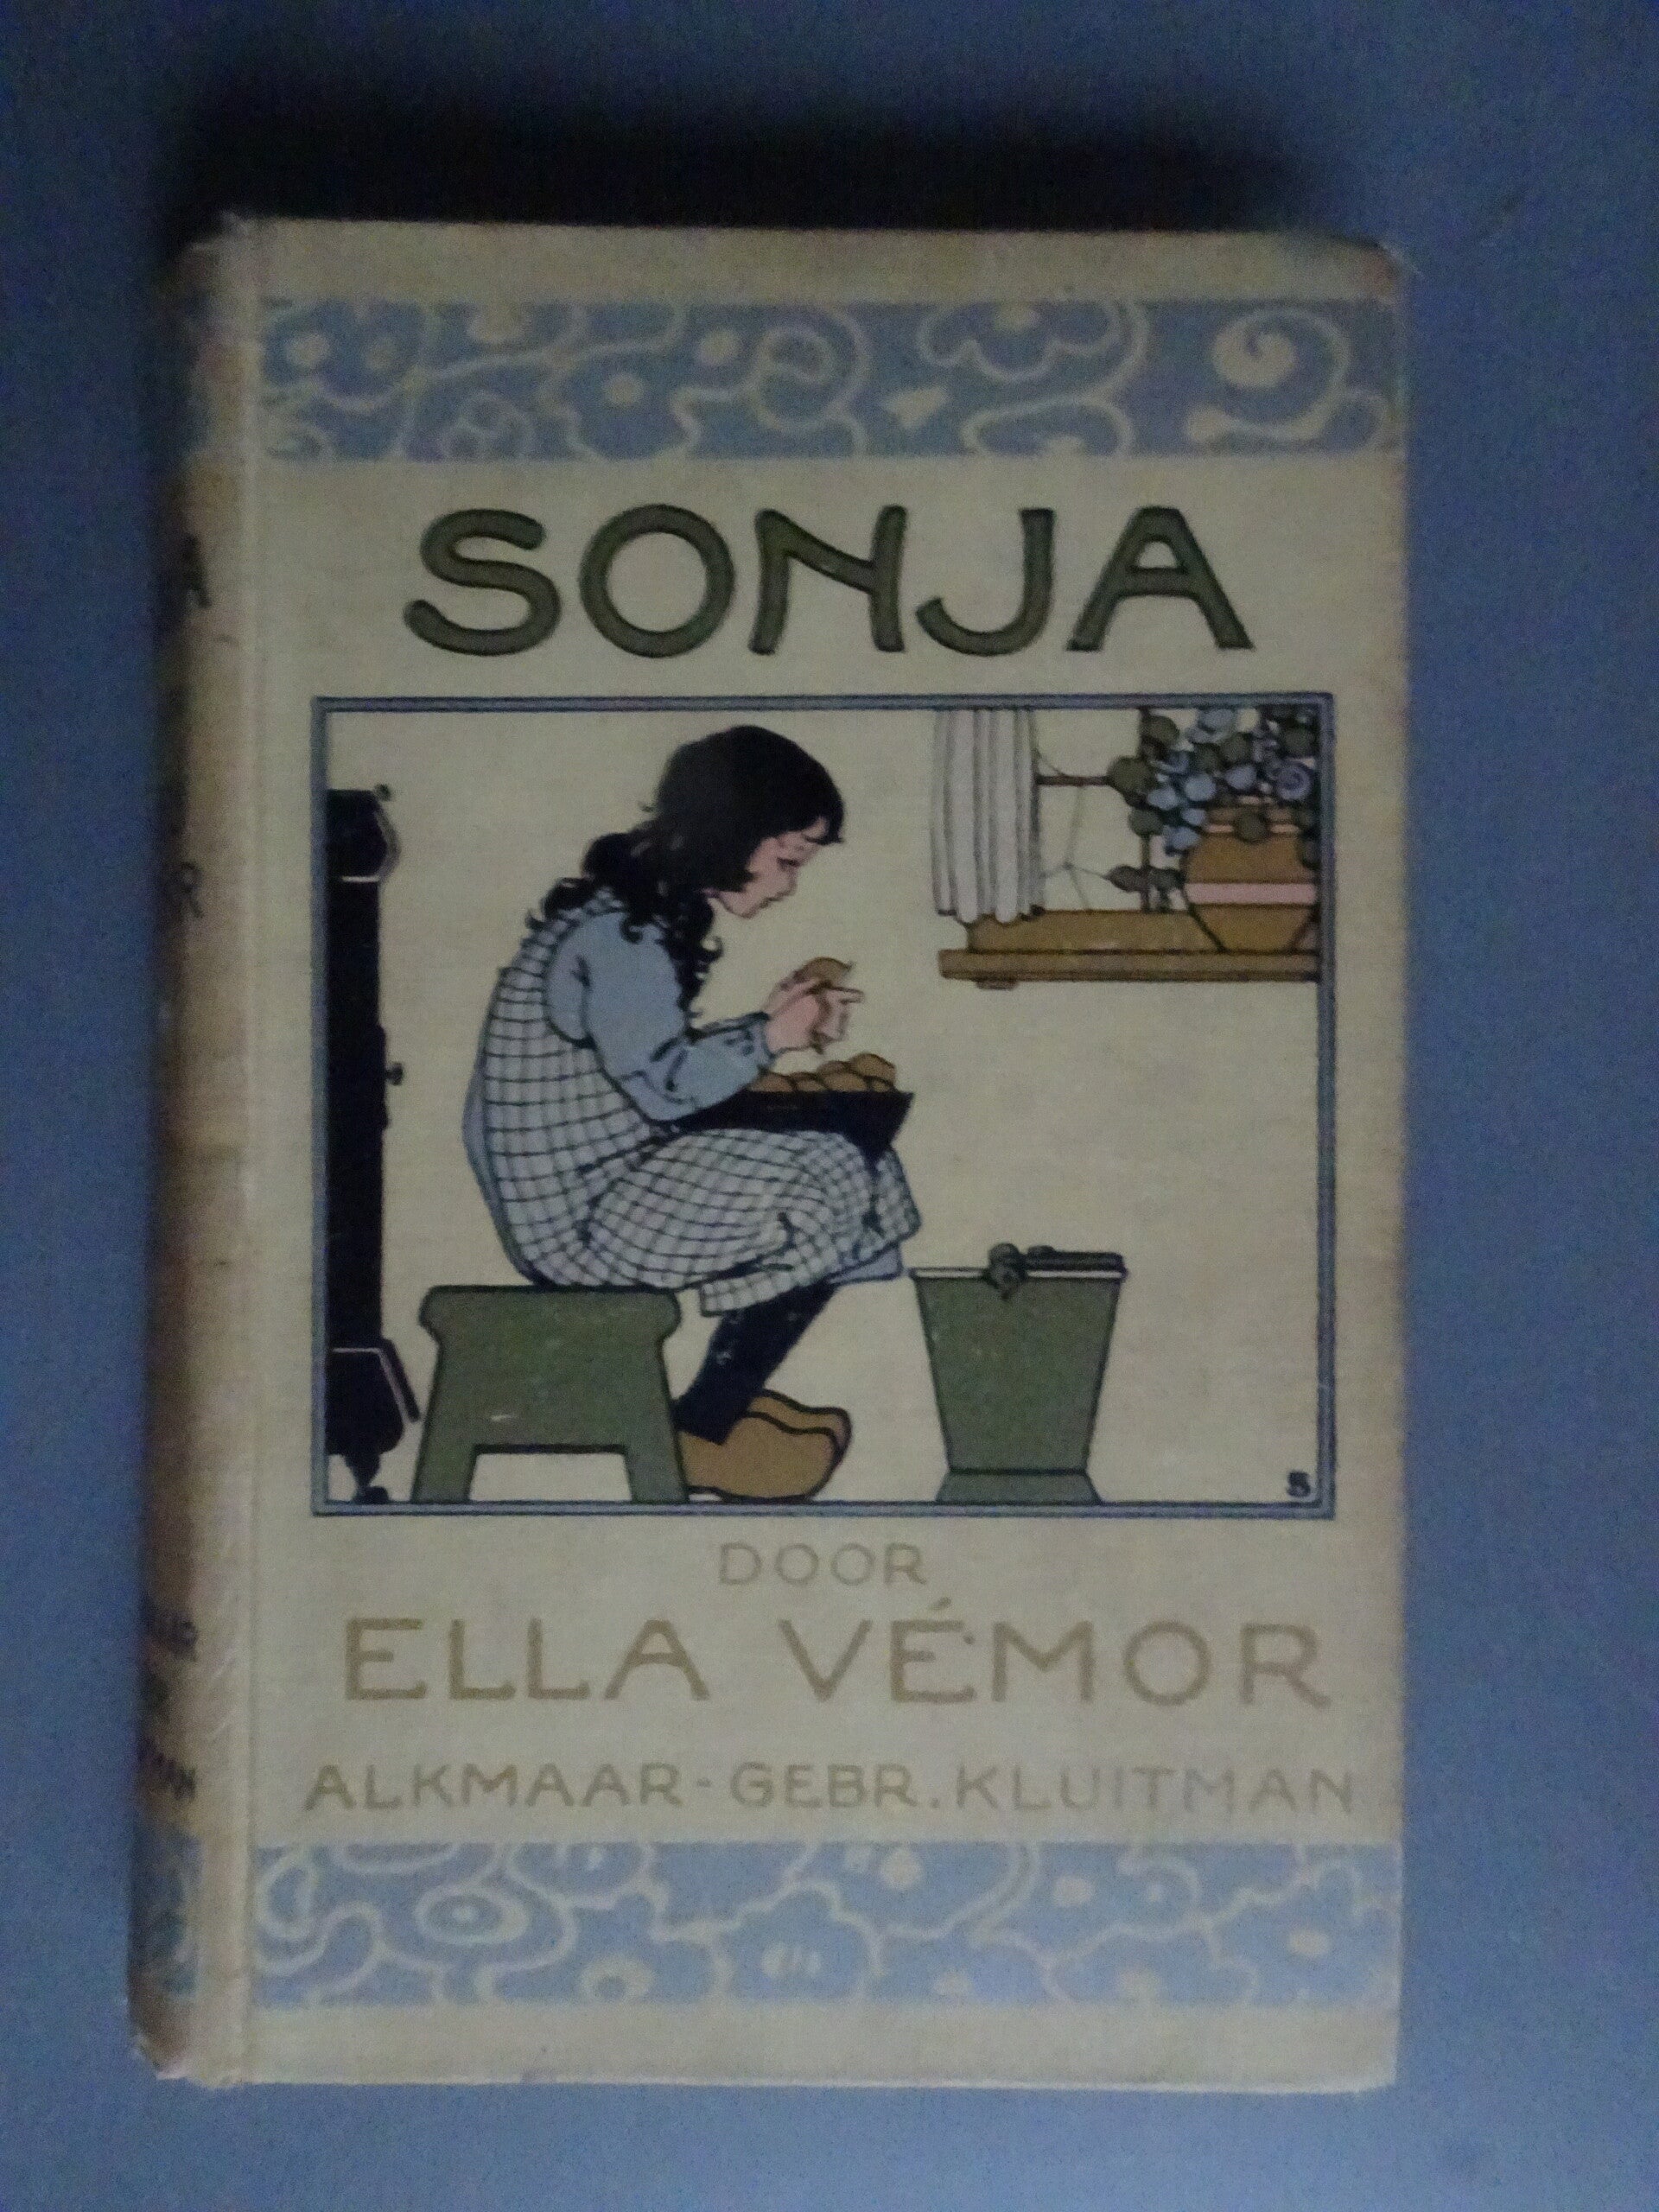 SONJA
DOOR
ELLA VÉMOR
ALKMAAR - GEBR. KLUITMAN